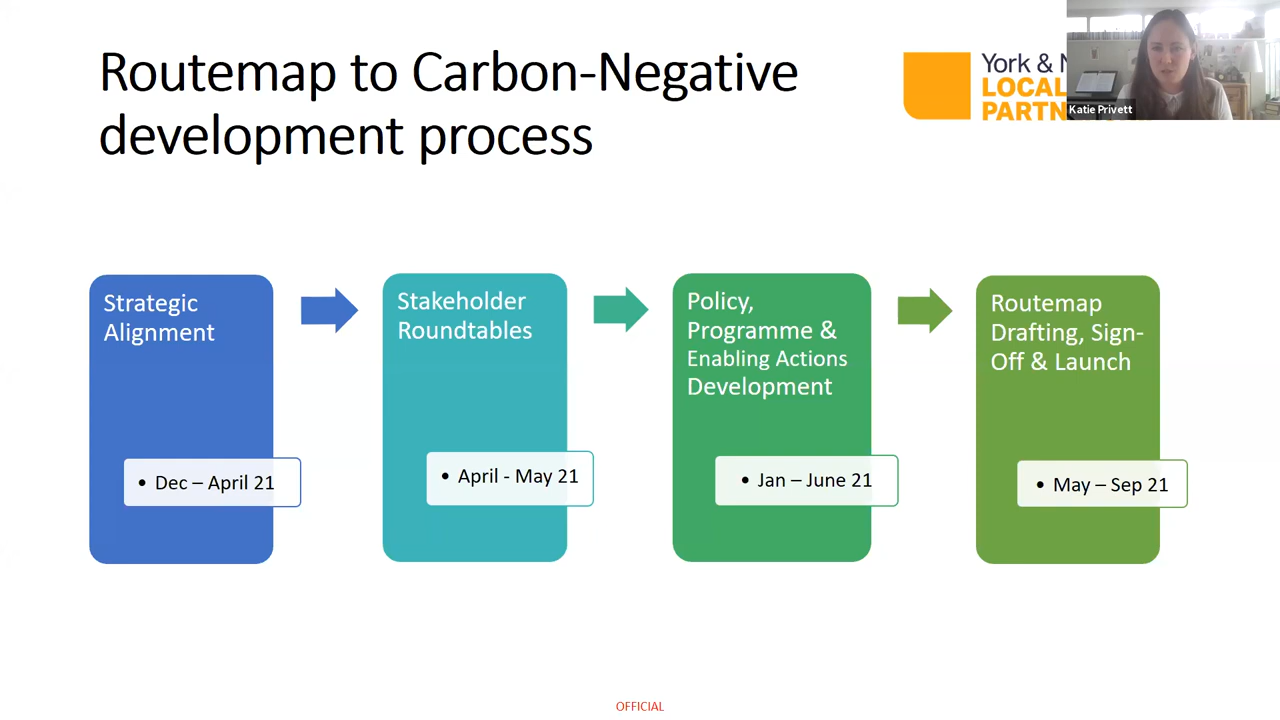 Routemap to Carbon-Negative
development process
York &
LOCAL
PARTN
Katie Privett
Strategic
Alignment
• Dec – April 21
Stakeholder
Roundtables
• April - May 21
Policy,
Programme &
Enabling Actions
Development
• Jan – June 21
Routemap
Drafting, Sign-
Off & Launch
• May – Sep 21
OFFICIAL